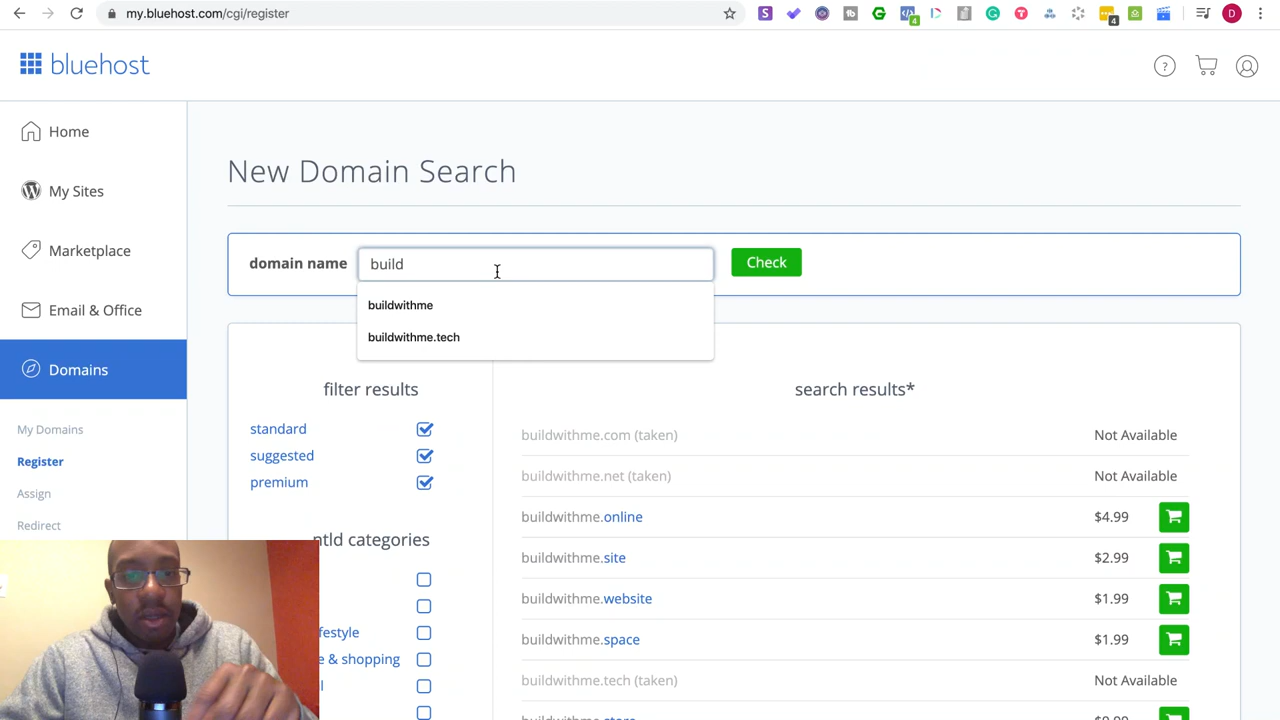 my.bluehost.com/cgi/register
4
4
D
bluehost
Home
My Sites
Marketplace
Email & Office
Domains
My Domains
Register
Assign
Redirect
New Domain Search
domain name
build
Check
buildwithme
buildwithme.tech
filter results
standard
suggested
premium
ntld categories
festyle
e & shopping
search results*
buildwithme.com (taken) Not Available
buildwithme.net (taken) Not Available
buildwithme.online $4.99
buildwithme.site $2.99
buildwithme.website $1.99
buildwithme.space $1.99
buildwithme.tech (taken) Not Available